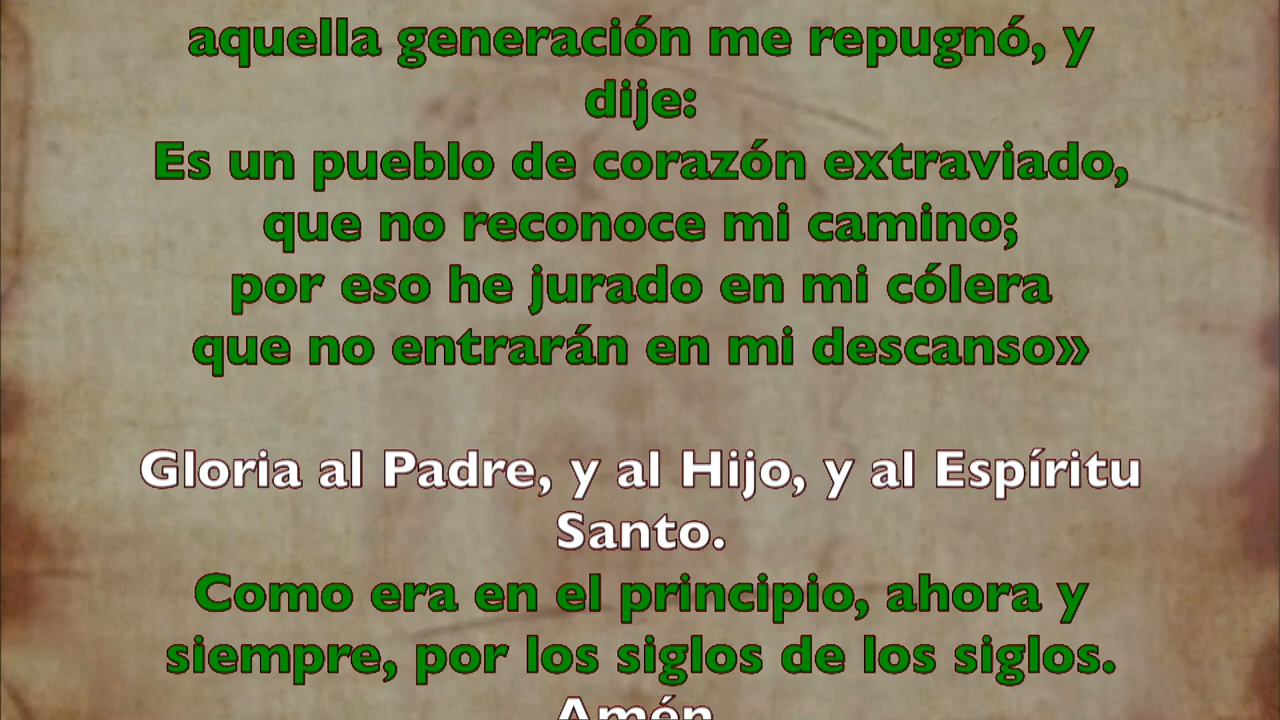 aquella generación me repugnó, y
dije:
Es un pueblo de corazón extraviado,
que no reconoce mi camino;
por eso he jurado en mi cólera
que no entrarán en mi descanso»
Gloria al Padre, y al Hijo, y al Espíritu
Santo.
Como era en el principio, ahora y
siempre, por los siglos de los siglos.
Amén